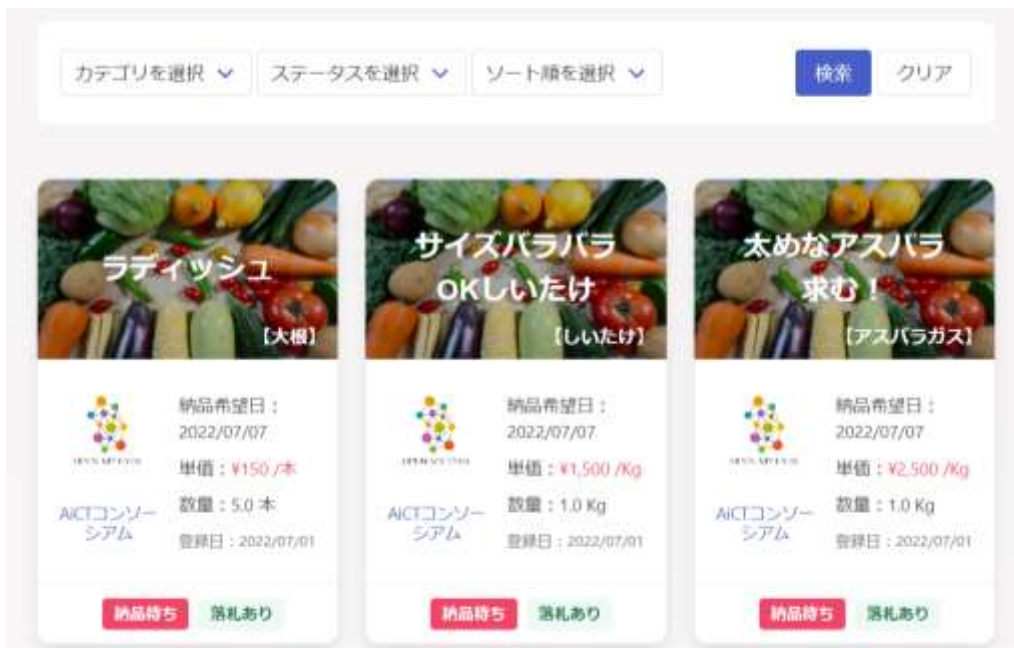 カテゴリを選択
ステータスを選択
ソート順を選択
検索
クリア
ラディッシュ
【大根】
納品希望日：
2022/07/07
単価：¥150 /本
数量：5.0 本
登録日：2022/07/01
AiCTコンソー
シアム
納品待ち
落札あり
サイズバラバラ
OKしいたけ
【しいたけ】
納品希望日：
2022/07/07
単価：¥1,500 /Kg
数量：1.0 Kg
登録日：2022/07/01
AiCTコンソー
シアム
納品待ち
落札あり
太めなアスパラ
求む！
【アスパラガス】
納品希望日：
2022/07/07
単価：¥2,500 /Kg
数量：1.0 Kg
登録日：2022/07/01
AiCTコンソー
シアム
納品待ち
落札あり